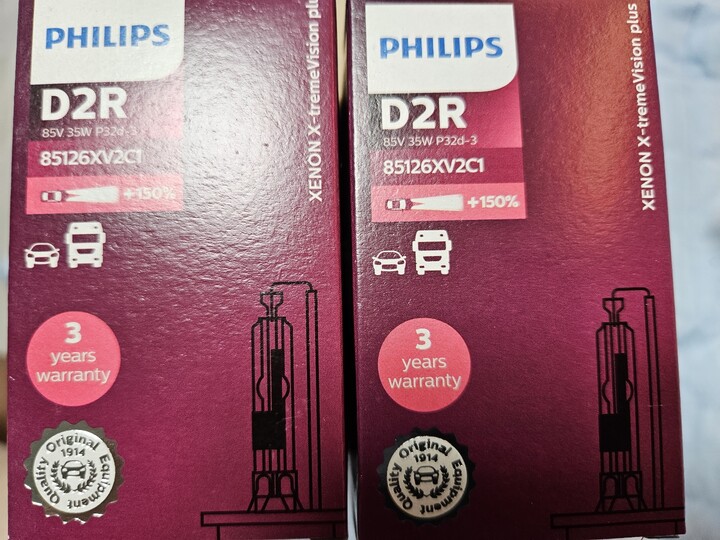 PHILIPS
D2R
85V 35W P32d-3
85126XV2C1
+150%
XENON X-tremeVision plus
3
years
warranty
Quality Original Equipment
1914
PHILIPS
D2R
85V 35W P32d-3
85126XV2C1
+150%
XENON X-tremeVision plus
3
years
warranty
Quality Original Equipment
1914